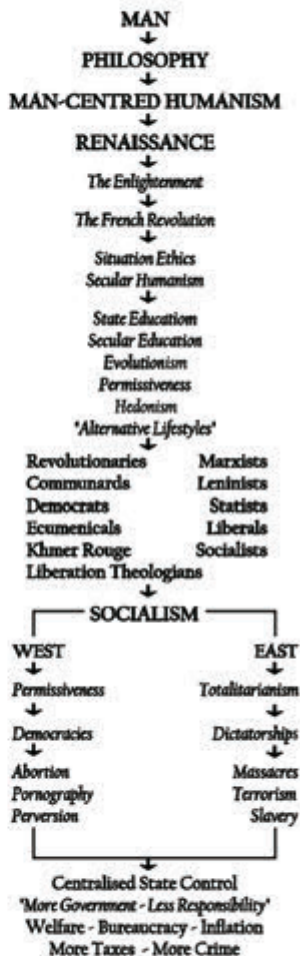 MAN
PHILOSOPHY
MAN-CENTRED HUMANISM
RENAISSANCE
The Enlightenment
The French Revolution
Situation Ethics
Secular Humanism
State Educatiom
Secular Education
Evolutionism
Permissiveness
Hedonism
"Alternative Lifestyles"
Revolutionaries Marxists
Communards Leninists
Democrats Statists
Ecumenicals Liberals
Khmer Rouge Socialists
Liberation Theologians
SOCIALISM
WEST EAST
Permissiveness Totalitarianism
Democracies Dictatorships
Abortion Massacres
Pornography Terrorism
Perversion Slavery
Centralised State Control
"More Government - Less Responsibility"
Welfare - Bureaucracy - Inflation
More Taxes - More Crime